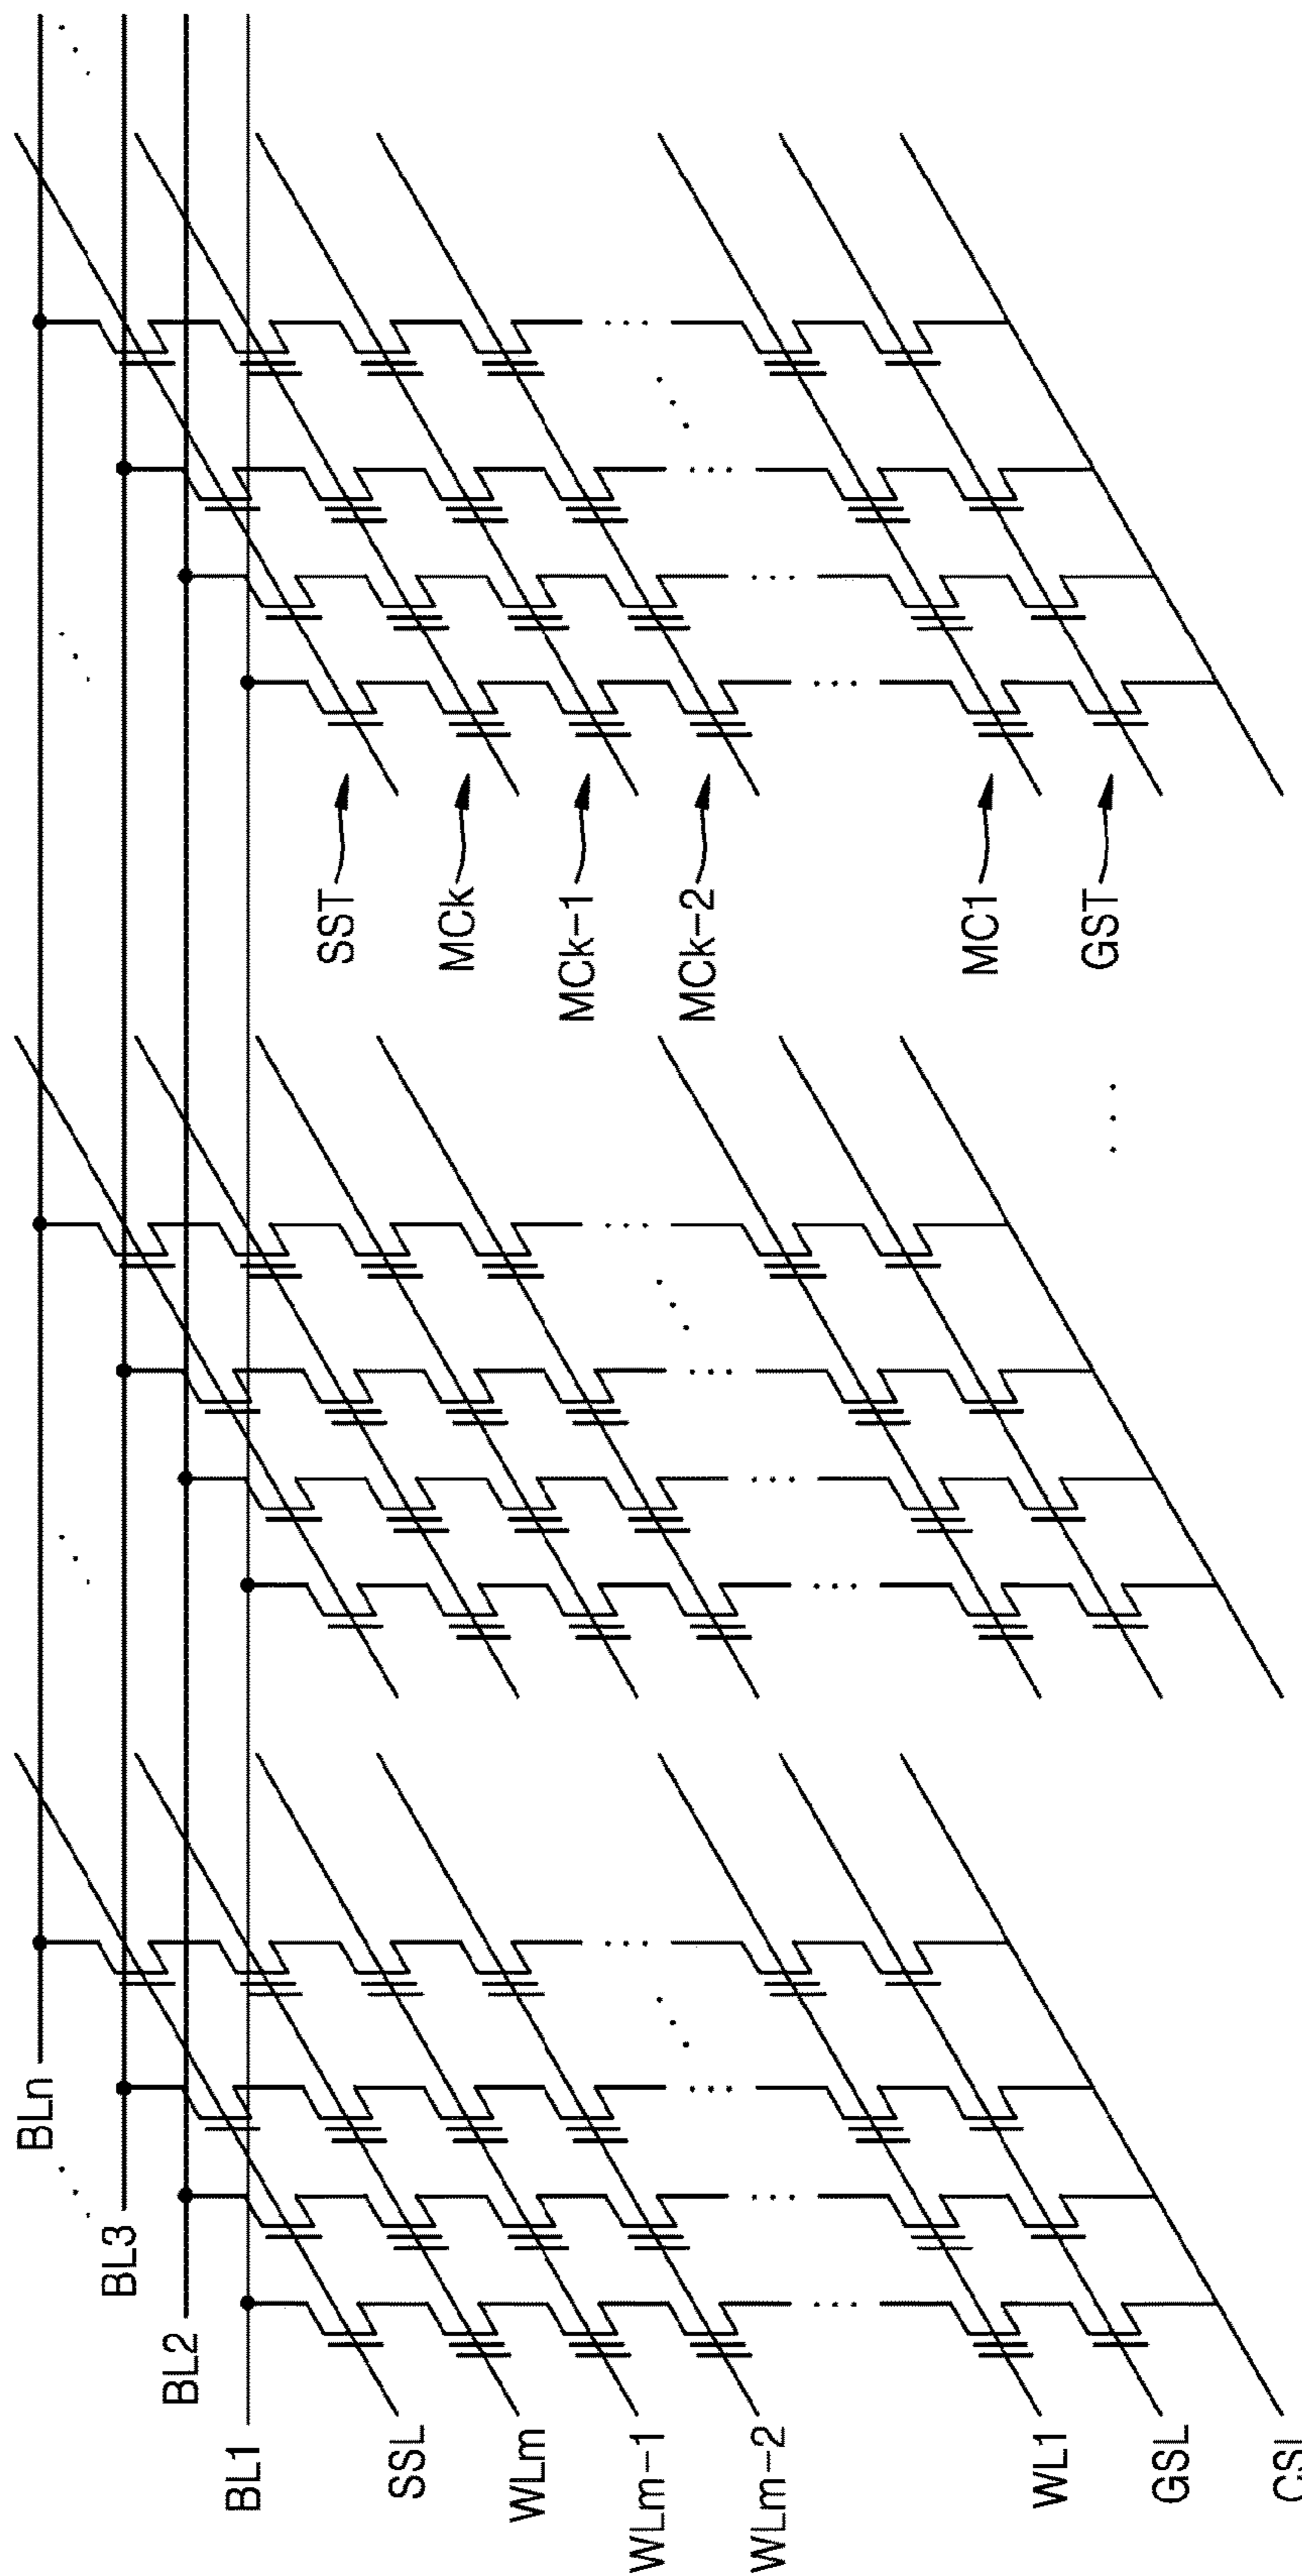 BLn
BL3
BL2
BL1
SSL
WLm
WLm-1
WLm-2
WL1
GSL
CSL
SST
MCk
MCk-1
MCk-2
MC1
GST